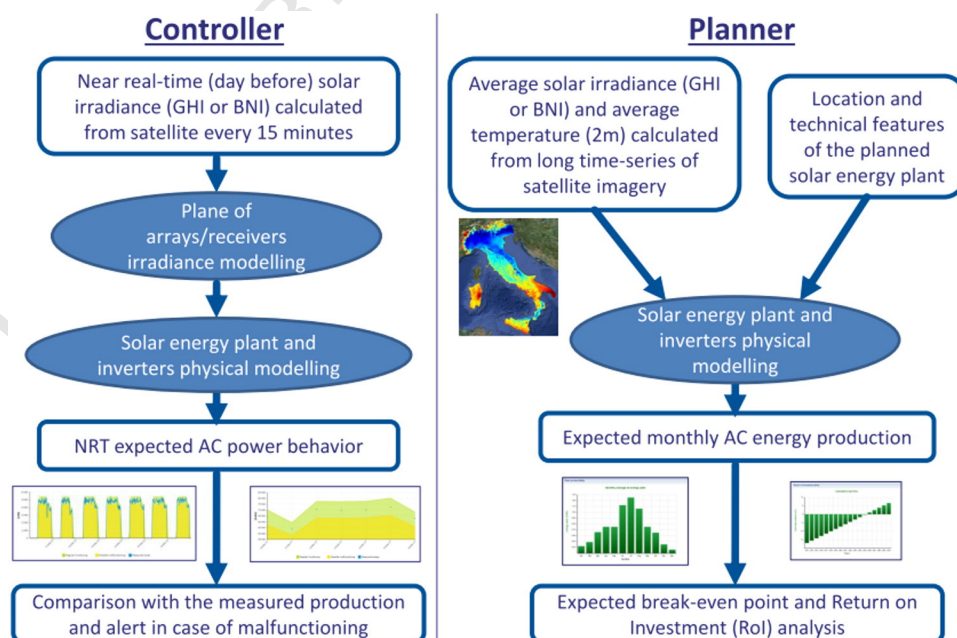 Controller
Near real-time (day before) solar
irradiance (GHI or BNI) calculated
from satellite every 15 minutes
Plane of
arrays/receivers
irradiance modelling
Solar energy plant and
inverters physical modelling
NRT expected AC power behavior
Comparison with the measured production
and alert in case of malfunctioning
Planner
Average solar irradiance (GHI
or BNI) and average
temperature (2m) calculated
from long time-series of
satellite imagery
Location and
technical features
of the planned
solar energy plant
Solar energy plant and
inverters physical
modelling
Expected monthly AC energy production
Expected break-even point and Return on
Investment (RoI) analysis